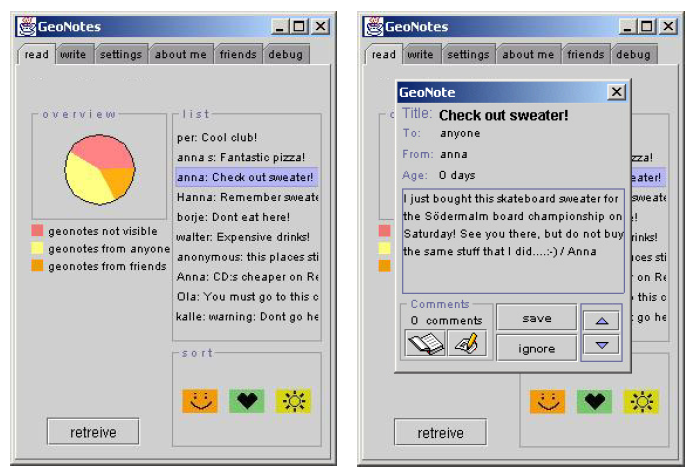 GeoNotes
read write settings about me friends debug
overview
geonotes not visible
geonotes from anyone
geonotes from friends
list
per: Cool club!
anna s: Fantastic pizza!
anna: Check out sweater!
Hanna: Remember sweate
borje: Dont eat here!
walter: Expensive drinks!
anonymous: this places sti
Anna: CD:s cheaper on Re
Ola: You must go to this c
kalle: warning: Dont go he
sort
retreive
GeoNotes
read write settings about me friends debug
GeoNote
Title: Check out sweater!
To: anyone
From: anna
Age: 0 days
I just bought this skateboard sweater for
the Södermalm board championship on
Saturday! See you there, but do not buy
the same stuff that I did....:-) / Anna
Comments
0 comments
save
ignore
zza!
eater!
sweate
rinks!
ces sti
r on Re
this c
go he
retreive